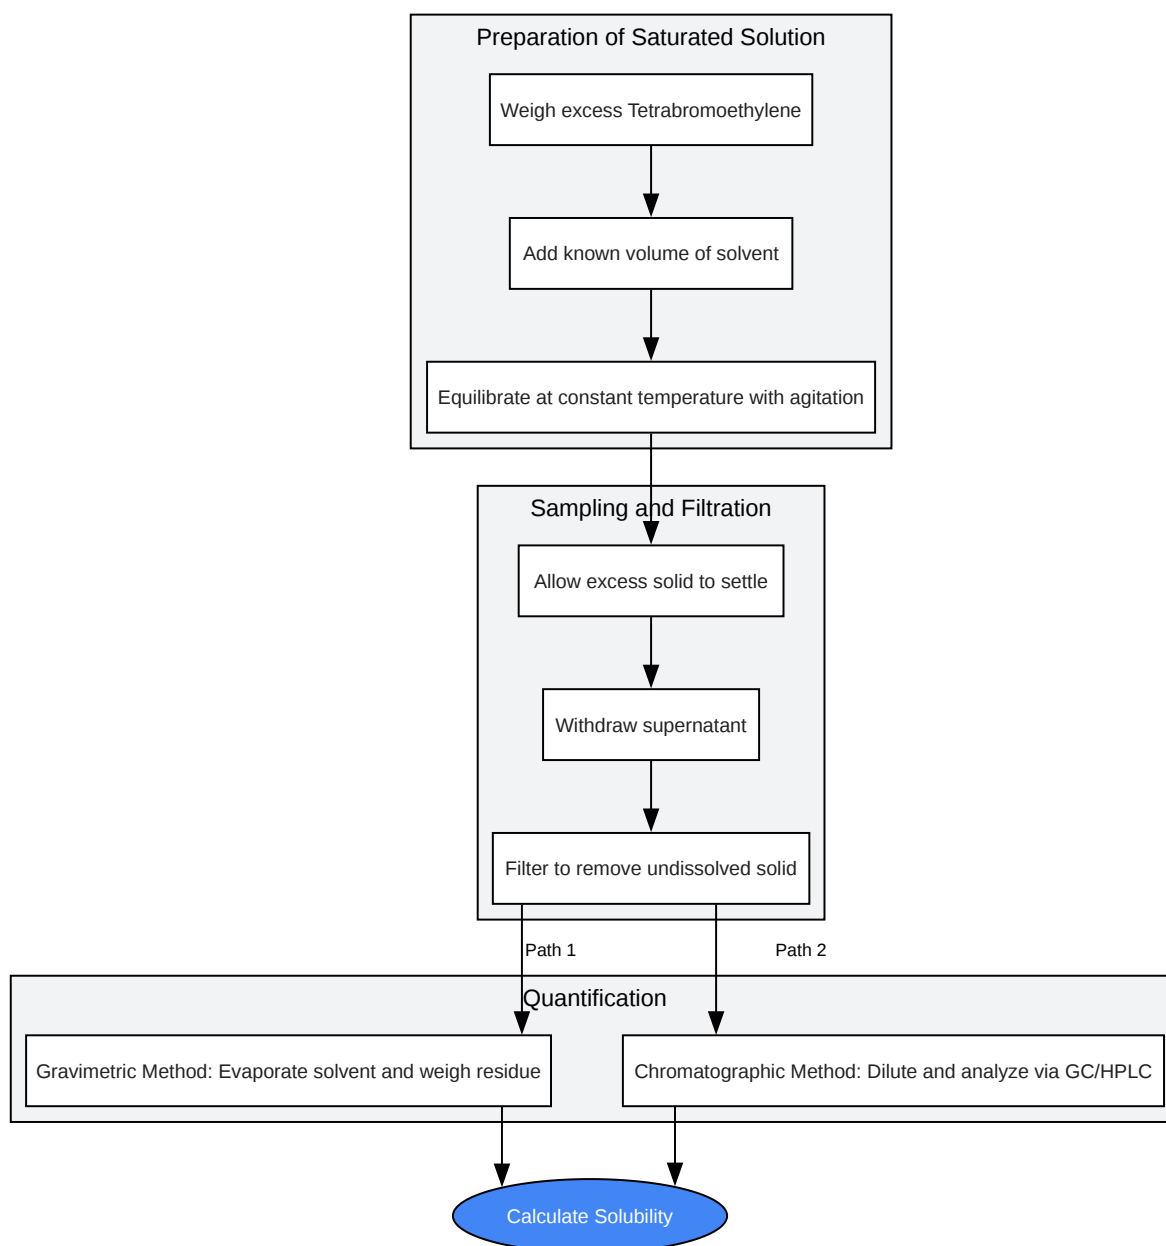 Preparation of Saturated Solution
Weigh excess Tetrabromoethylene
Add known volume of solvent
Equilibrate at constant temperature with agitation
Sampling and Filtration
Allow excess solid to settle
Withdraw supernatant
Filter to remove undissolved solid
Path 1
Path 2
Quantification
Gravimetric Method: Evaporate solvent and weigh residue
Chromatographic Method: Dilute and analyze via GC/HPLC
Calculate Solubility